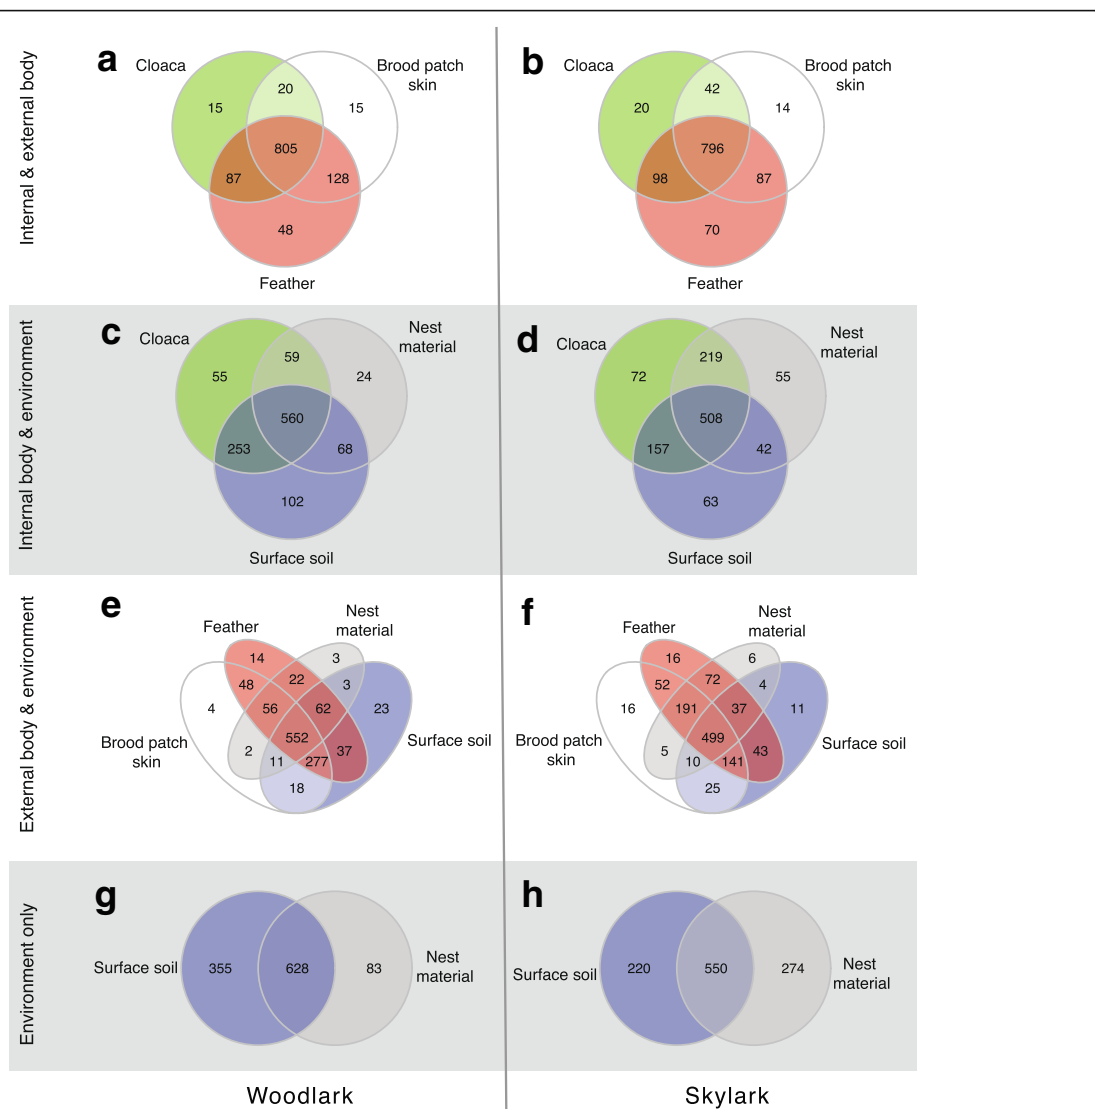 Internal & external body
a
Cloaca
Brood patch
skin
20
15
15
805
87
128
48
Feather
b
Cloaca
Brood patch
skin
42
20
14
796
98
87
70
Feather
Internal body & environment
c
Cloaca
Nest
material
59
55
24
560
253
68
102
Surface soil
d
Cloaca
Nest
material
219
72
55
508
157
42
63
Surface soil
External body & environment
e
Feather
Nest
material
14
3
48
22
3
4
56
62
23
Brood patch
skin
Surface soil
552
2
11
277
37
18
f
Feather
Nest
material
16
6
52
72
4
16
191
37
11
Brood patch
skin
Surface soil
499
5
10
141
43
25
Environment only
g
Surface soil
355
628
83
Nest
material
h
Surface soil
220
550
274
Nest
material
Woodlark
Skylark